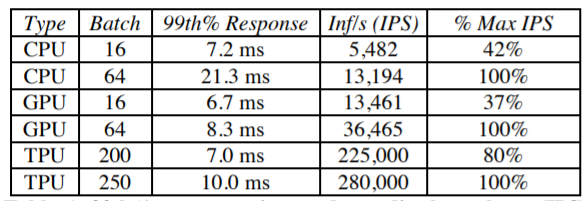 Type Batch 99th% Response Inf/s (IPS) % Max IPS
CPU 16 7.2 ms 5,482 42%
CPU 64 21.3 ms 13,194 100%
GPU 16 6.7 ms 13,461 37%
GPU 64 8.3 ms 36,465 100%
TPU 200 7.0 ms 225,000 80%
TPU 250 10.0 ms 280,000 100%